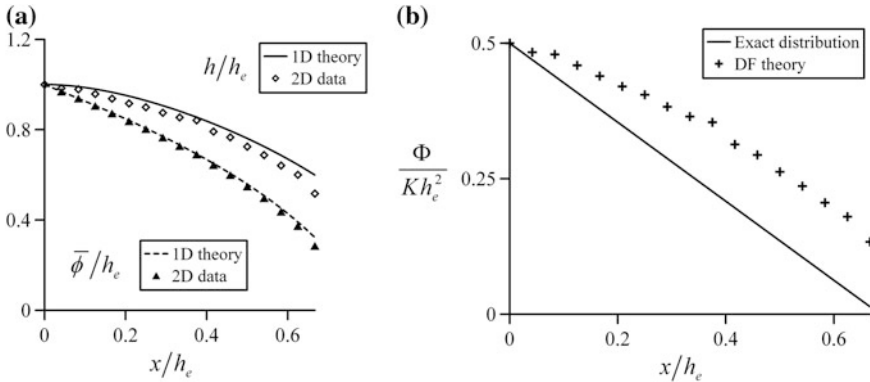 (a)
1.2
0.8
0.4
0
0
0.2
0.4
0.6
h/h_e
1D theory
2D data
ϕ̅/h_e
1D theory
2D data
x/h_e
(b)
0.5
0.25
0
0
0.2
0.4
0.6
Φ
Kh_e^2
Exact distribution
DF theory
x/h_e